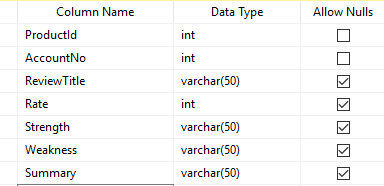 Column Name Data Type Allow Nulls
ProductId int
AccountNo int
ReviewTitle varchar(50)
Rate int
Strength varchar(50)
Weakness varchar(50)
Summary varchar(50)